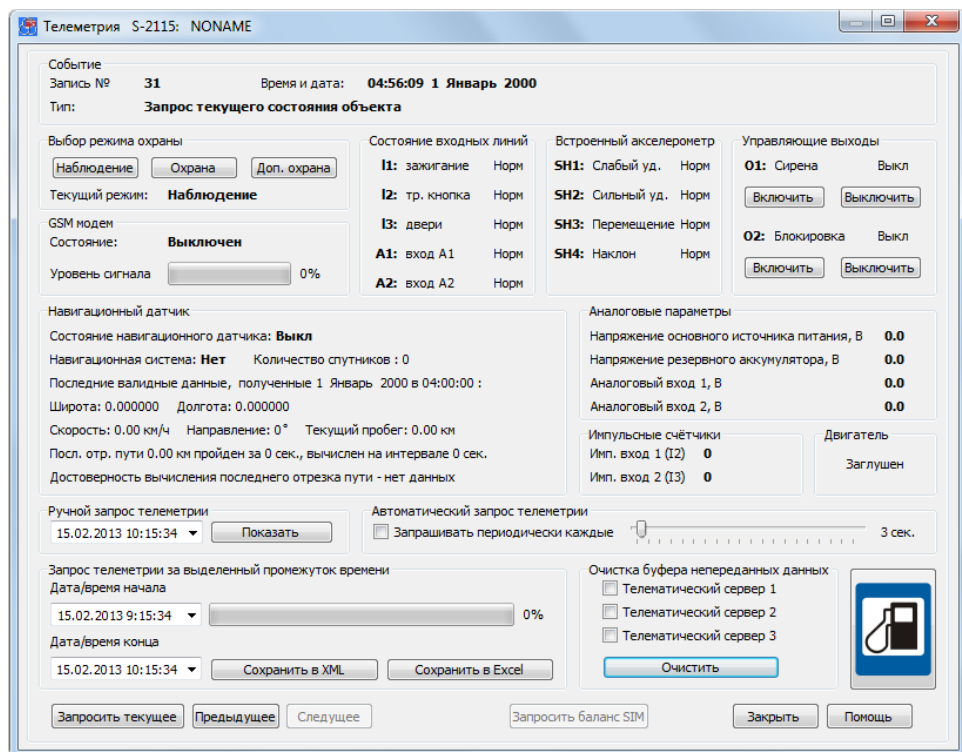 Телеметрия S-2115: NONAME
Событие
Запись № 31 Время и дата: 04:56:09 1 Январь 2000
Тип: Запрос текущего состояния объекта
Выбор режима охраны
Наблюдение Охрана Доп. охрана
Текущий режим: Наблюдение
GSM модем
Состояние: Выключен
Уровень сигнала 0%
Состояние входных линий
I1: зажигание Норм
I2: тр. кнопка Норм
I3: двери Норм
A1: вход A1 Норм
A2: вход A2 Норм
Встроенный акселерометр
SH1: Слабый уд. Норм
SH2: Сильный уд. Норм
SH3: Перемещение Норм
SH4: Наклон Норм
Управляющие выходы
O1: Сирена Выкл
Включить Выключить
O2: Блокировка Выкл
Включить Выключить
Навигационный датчик
Состояние навигационного датчика: Выкл
Навигационная система: Нет Количество спутников : 0
Последние валидные данные, полученные 1 Январь 2000 в 04:00:00 :
Широта: 0.000000 Долгота: 0.000000
Скорость: 0.00 км/ч Направление: 0° Текущий пробег: 0.00 км
Посл. отр. пути 0.00 км пройден за 0 сек., вычислен на интервале 0 сек.
Достоверность вычисления последнего отрезка пути - нет данных
Аналоговые параметры
Напряжение основного источника питания, В 0.0
Напряжение резервного аккумулятора, В 0.0
Аналоговый вход 1, В 0.0
Аналоговый вход 2, В 0.0
Импульсные счётчики
Имп. вход 1 (I2) 0
Имп. вход 2 (I3) 0
Двигатель
Заглушен
Ручной запрос телеметрии
15.02.2013 10:15:34 Показать
Автоматический запрос телеметрии
Запрашивать периодически каждые 3 сек.
Запрос телеметрии за выделенный промежуток времени
Дата/время начала
15.02.2013 9:15:34 0%
Дата/время конца
15.02.2013 10:15:34 Сохранить в XML Сохранить в Excel
Очистка буфера непереданных данных
Телематический сервер 1
Телематический сервер 2
Телематический сервер 3
Очистить
Запросить текущее Предыдущее Следущее Запросить баланс SIM Закрыть Помощь